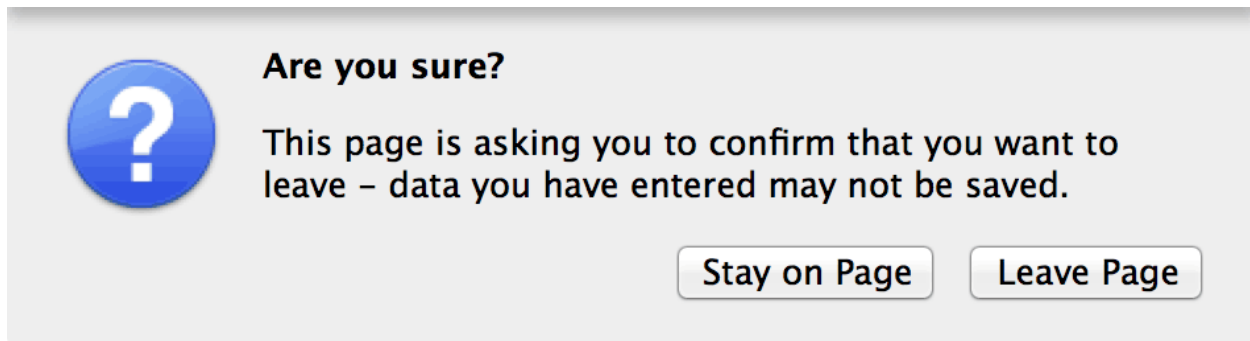 Are you sure?
This page is asking you to confirm that you want to
leave – data you have entered may not be saved.
Stay on Page Leave Page